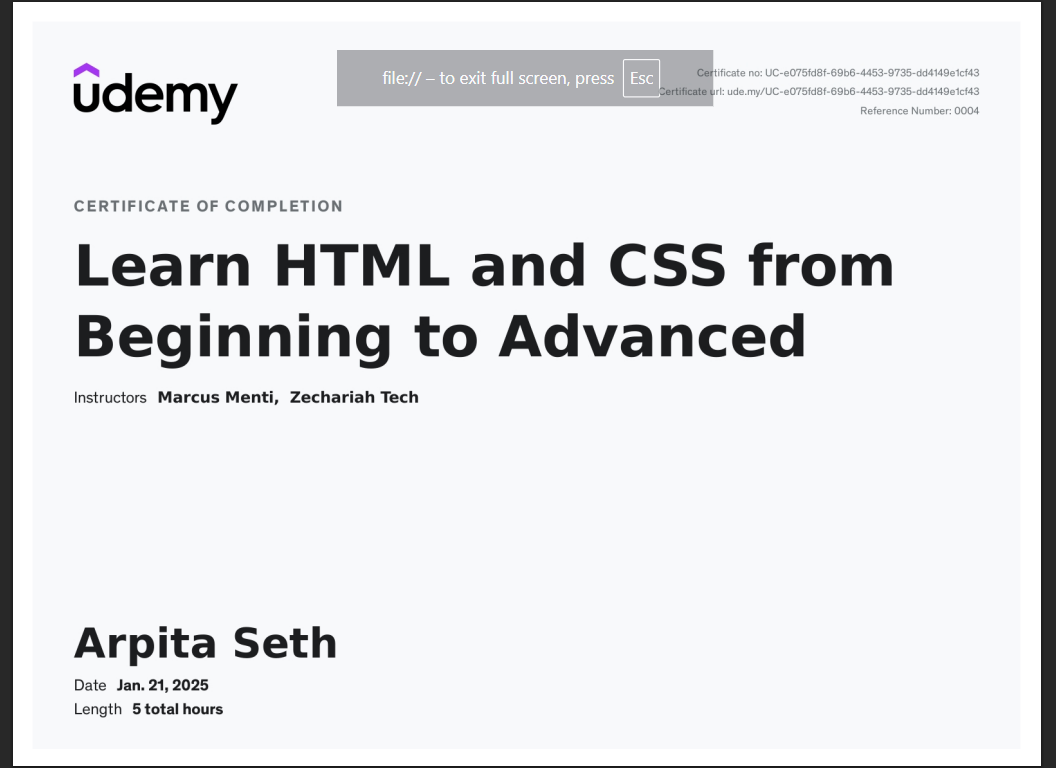 udemy
file:// – to exit full screen, press Esc
Certificate no: UC-e075fd8f-69b6-4453-9735-dd4149e1cf43
Certificate url: ude.my/UC-e075fd8f-69b6-4453-9735-dd4149e1cf43
Reference Number: 0004
CERTIFICATE OF COMPLETION
Learn HTML and CSS from
Beginning to Advanced
Instructors Marcus Menti, Zechariah Tech
Arpita Seth
Date Jan. 21, 2025
Length 5 total hours